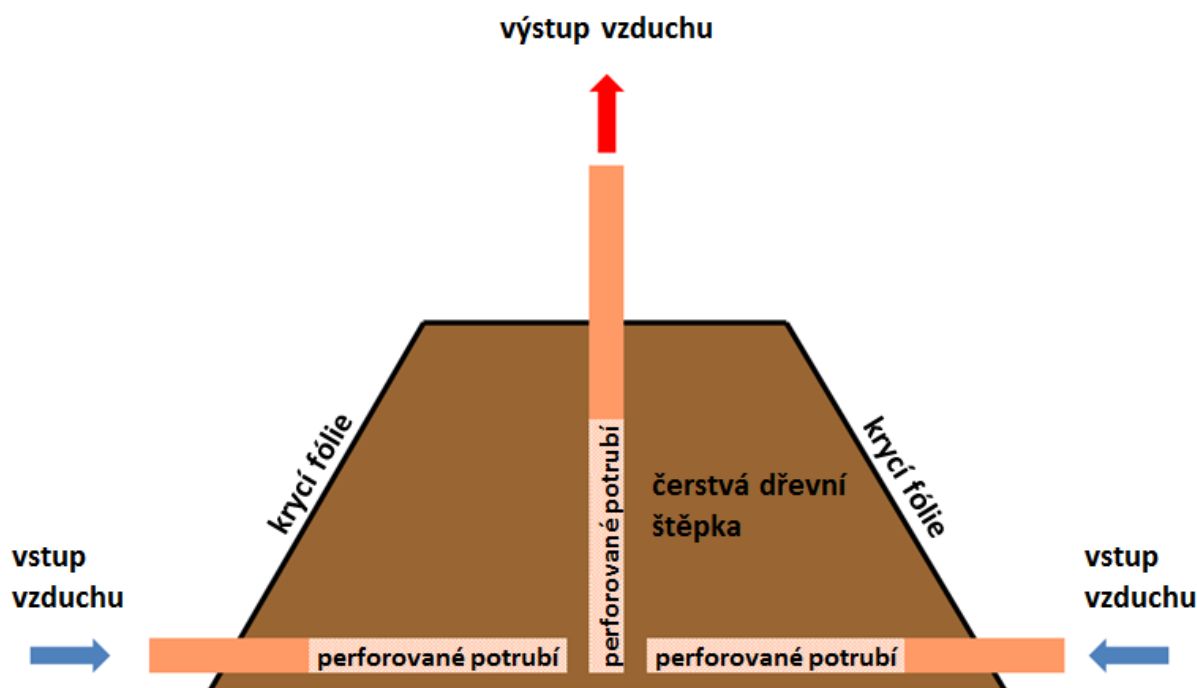 výstup vzduchu
krycí fólie
krycí fólie
perforované potrubí
čerstvá dřevní
štěpka
vstup
vzduchu
vstup
vzduchu
perforované potrubí
perforované potrubí